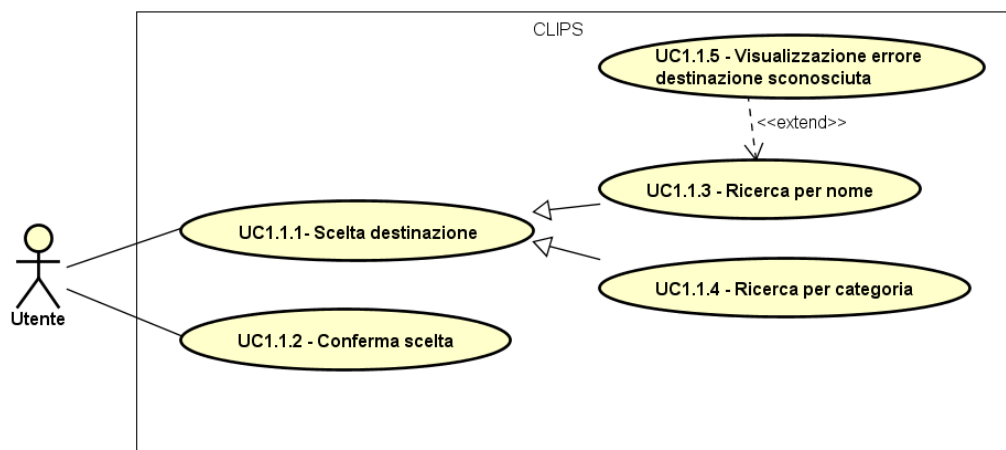 CLIPS
UC1.1.5 - Visualizzazione errore
destinazione sconosciuta
<<extend>>
UC1.1.3 - Ricerca per nome
UC1.1.1- Scelta destinazione
UC1.1.4 - Ricerca per categoria
Utente
UC1.1.2 - Conferma scelta